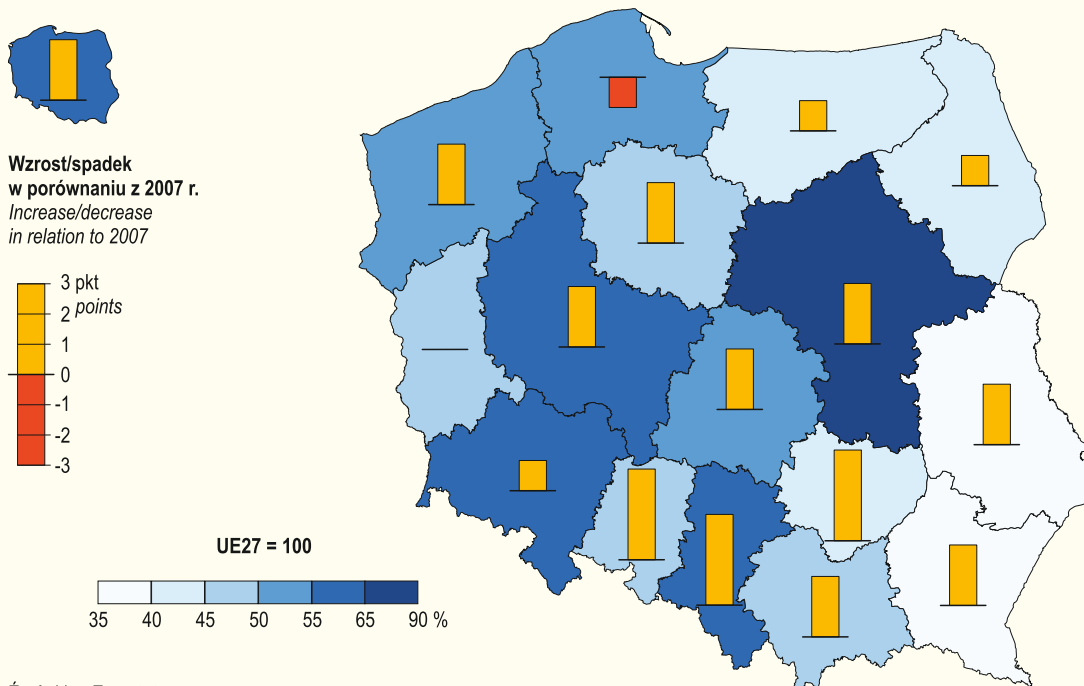 Wzrost/spadek
w porównaniu z 2007 r.
Increase/decrease
in relation to 2007
3 pkt
points
2
1
0
-1
-2
-3
UE27 = 100
35 40 45 50 55 65 90 %